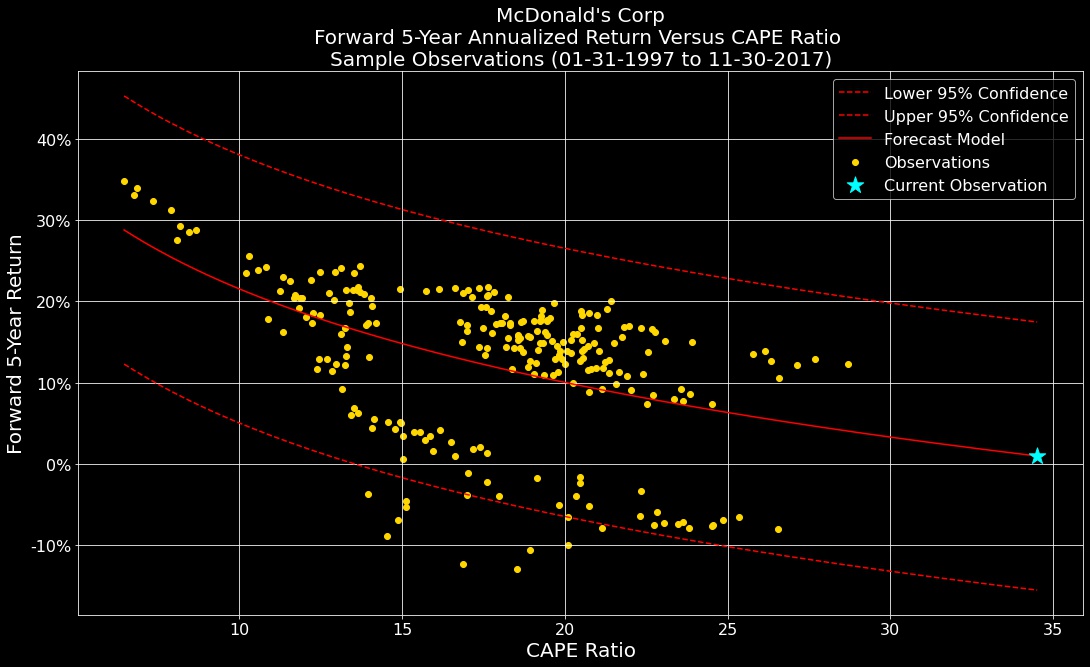 McDonald's Corp
Forward 5-Year Annualized Return Versus CAPE Ratio
Sample Observations (01-31-1997 to 11-30-2017)
Lower 95% Confidence
Upper 95% Confidence
Forecast Model
Observations
Current Observation
Forward 5-Year Return
40%
30%
20%
10%
0%
-10%
10 15 20 25 30 35
CAPE Ratio